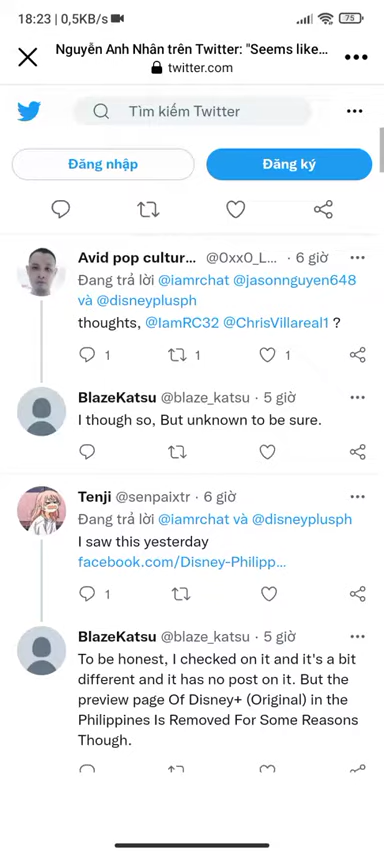 18:23 | 0,5KB/s
75
Nguyễn Anh Nhân trên Twitter: "Seems like...
twitter.com
Tìm kiếm Twitter
Đăng nhập
Đăng ký
Avid pop cultur... @OxxO_L... · 6 giờ
Đang trả lời @iamrchat @jasonnguyen648
và @disneyplusph
thoughts, @IamRC32 @ChrisVillareal1 ?
1
1
1
BlazeKatsu @blaze_katsu · 5 giờ
I though so, But unknown to be sure.
Tenji @senpaixtr · 6 giờ
Đang trả lời @iamrchat và @disneyplusph
I saw this yesterday
facebook.com/Disney-Philipp...
1
BlazeKatsu @blaze_katsu · 5 giờ
To be honest, I checked on it and it's a bit
different and it has no post on it. But the
preview page Of Disney+ (Original) in the
Philippines Is Removed For Some Reasons
Though.